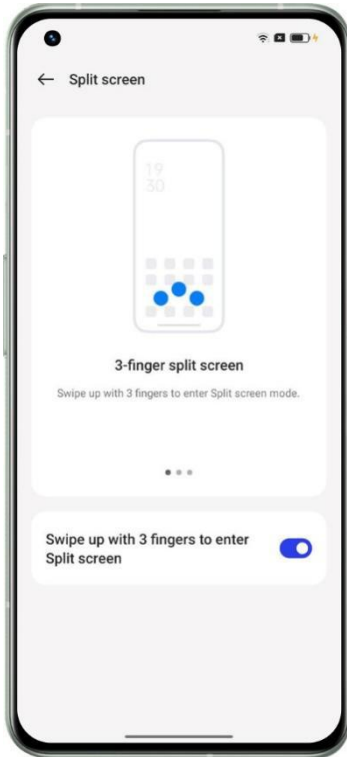 Split screen
19
30
3-finger split screen
Swipe up with 3 fingers to enter Split screen mode.
Swipe up with 3 fingers to enter
Split screen